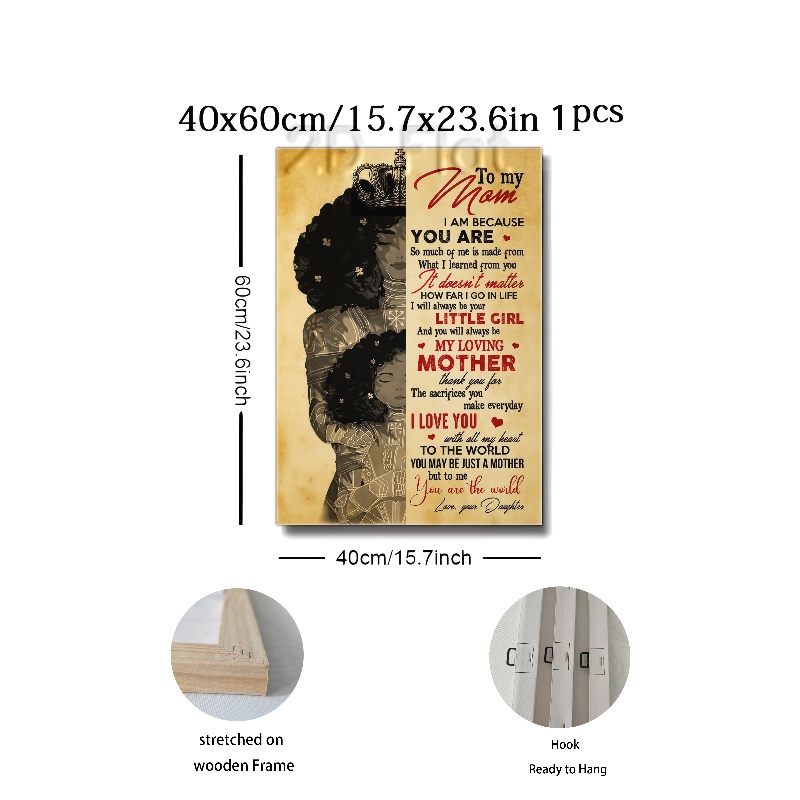 40x60cm/15.7x23.6in 1pcs
2D Flat
To my
Mom
I AM BECAUSE
YOU ARE
So much of me is made from
What I learned from you
It doesn't matter
HOW FAR I GO IN LIFE
I will always be your
LITTLE GIRL
And you will always be
MY LOVING
MOTHER
thank you for
The sacrifices you
make everyday
I LOVE YOU
with all my heart
TO THE WORLD
YOU MAY BE JUST A MOTHER
but to me
You are the world
Love, your Daughter
60cm/23.6inch
40cm/15.7inch
stretched on
wooden Frame
Hook
Ready to Hang